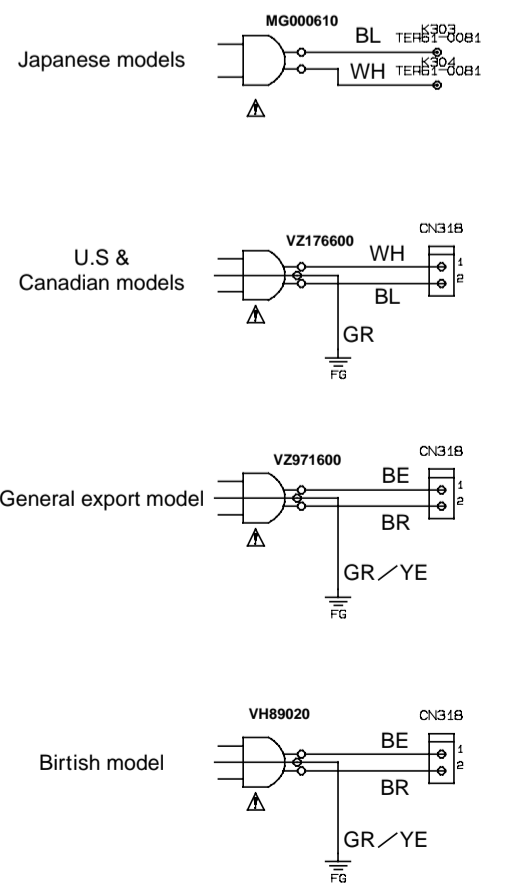 MG000610
Japanese models
BL
K303
TER61-0081
WH
K304
TER61-0081
U.S &
Canadian models
VZ176600
CN318
WH
1
2
BL
GR
FG
General export model
VZ971600
CN318
BE
1
2
BR
GR／YE
FG
Birtish model
VH89020
CN318
BE
1
2
BR
GR／YE
FG